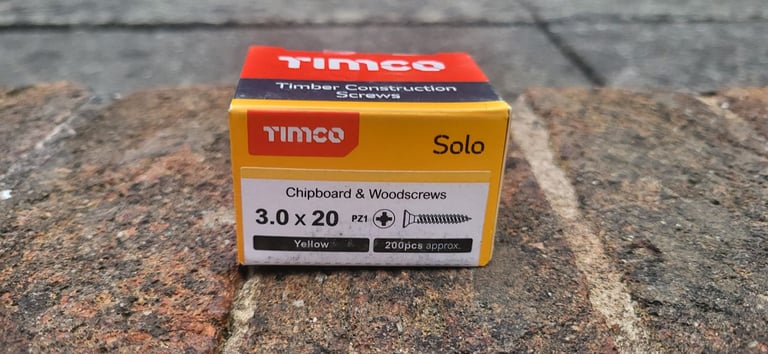 TIMCO
Timber Construction
Screws
TIMCO
Solo
Chipboard & Woodscrews
3.0 x 20 PZ1
Yellow 200pcs approx.